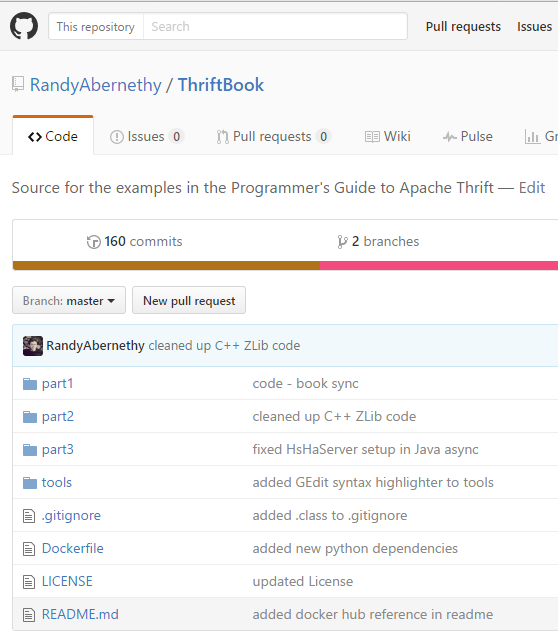 This repository Search Pull requests Issues
RandyAbernethy / ThriftBook
Code Issues 0 Pull requests 0 Wiki Pulse Gr
Source for the examples in the Programmer's Guide to Apache Thrift — Edit
160 commits 2 branches
Branch: master New pull request
RandyAbernethy cleaned up C++ ZLib code
part1 code - book sync
part2 cleaned up C++ ZLib code
part3 fixed HsHaServer setup in Java async
tools added GEdit syntax highlighter to tools
.gitignore added .class to .gitignore
Dockerfile added new python dependencies
LICENSE updated License
README.md added docker hub reference in readme